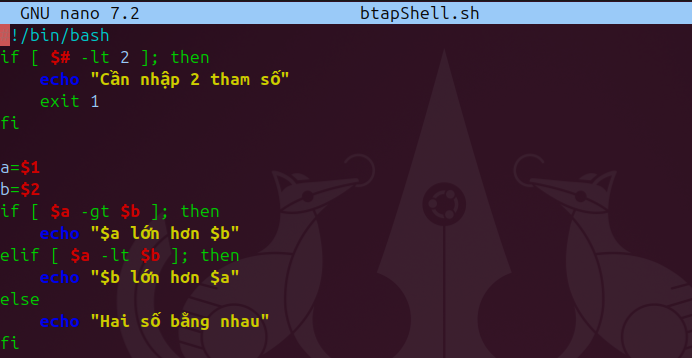 GNU nano 7.2 btapShell.sh
#!/bin/bash
if [ $# -lt 2 ]; then
    echo "Cần nhập 2 tham số"
    exit 1
fi

a=$1
b=$2
if [ $a -gt $b ]; then
    echo "$a lớn hơn $b"
elif [ $a -lt $b ]; then
    echo "$b lớn hơn $a"
else
    echo "Hai số bằng nhau"
fi